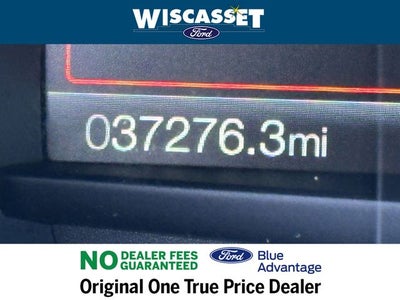 WISCASSET
Ford
037276.3mi
NO DEALER FEES GUARANTEED
Ford Blue Advantage
Original One True Price Dealer